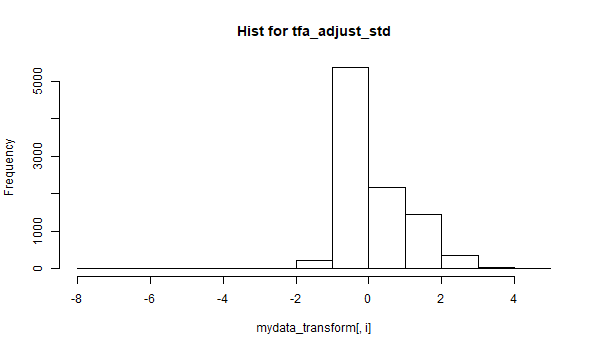 Hist for tfa_adjust_std
Frequency
5000
3000
1000
0
-8 -6 -4 -2 0 2 4
mydata_transform[, i]